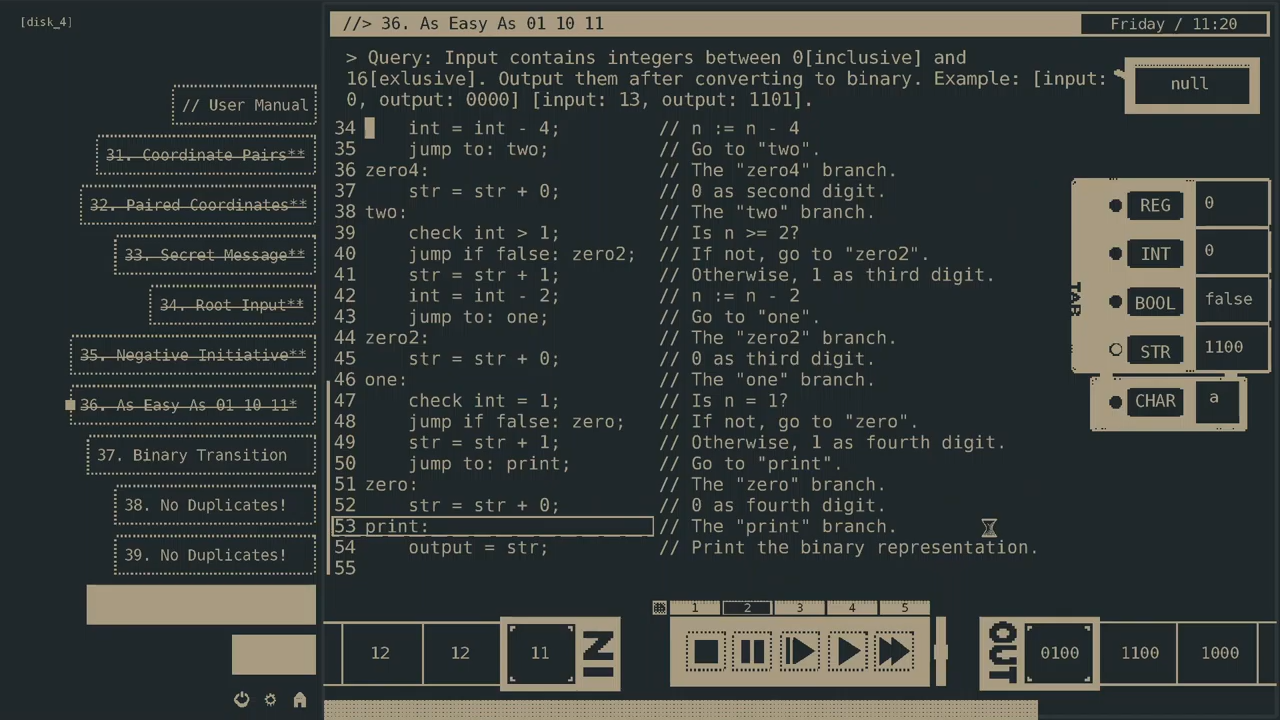 [disk_4]
//> 36. As Easy As 01 10 11
Friday / 11:20
> Query: Input contains integers between 0[inclusive] and
16[exlusive]. Output them after converting to binary. Example: [input:
0, output: 0000] [input: 13, output: 1101].
null
// User Manual
31. Coordinate Pairs**
32. Paired Coordinates**
33. Secret Message**
34. Root Input**
35. Negative Initiative**
36. As Easy As 01 10 11*
37. Binary Transition
38. No Duplicates!
39. No Duplicates!
34 int = int - 4; // n := n - 4
35 jump to: two; // Go to "two".
36 zero4: // The "zero4" branch.
37 str = str + 0; // 0 as second digit.
38 two: // The "two" branch.
39 check int > 1; // Is n >= 2?
40 jump if false: zero2; // If not, go to "zero2".
41 str = str + 1; // Otherwise, 1 as third digit.
42 int = int - 2; // n := n - 2
43 jump to: one; // Go to "one".
44 zero2: // The "zero2" branch.
45 str = str + 0; // 0 as third digit.
46 one: // The "one" branch.
47 check int = 1; // Is n = 1?
48 jump if false: zero; // If not, go to "zero".
49 str = str + 1; // Otherwise, 1 as fourth digit.
50 jump to: print; // Go to "print".
51 zero: // The "zero" branch.
52 str = str + 0; // 0 as fourth digit.
53 print: // The "print" branch.
54 output = str; // Print the binary representation.
55
TAB
REG 0
INT 0
BOOL false
STR 1100
CHAR a
1 2 3 4 5
12 12 11 IN
OUT 0100 1100 1000